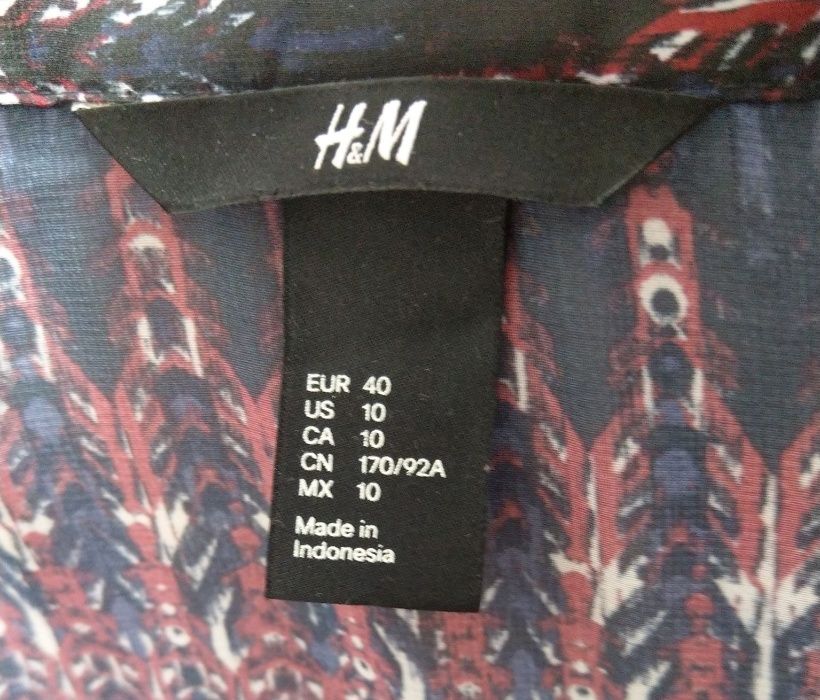 H&M
EUR 40
US 10
CA 10
CN 170/92A
MX 10
Made in
Indonesia